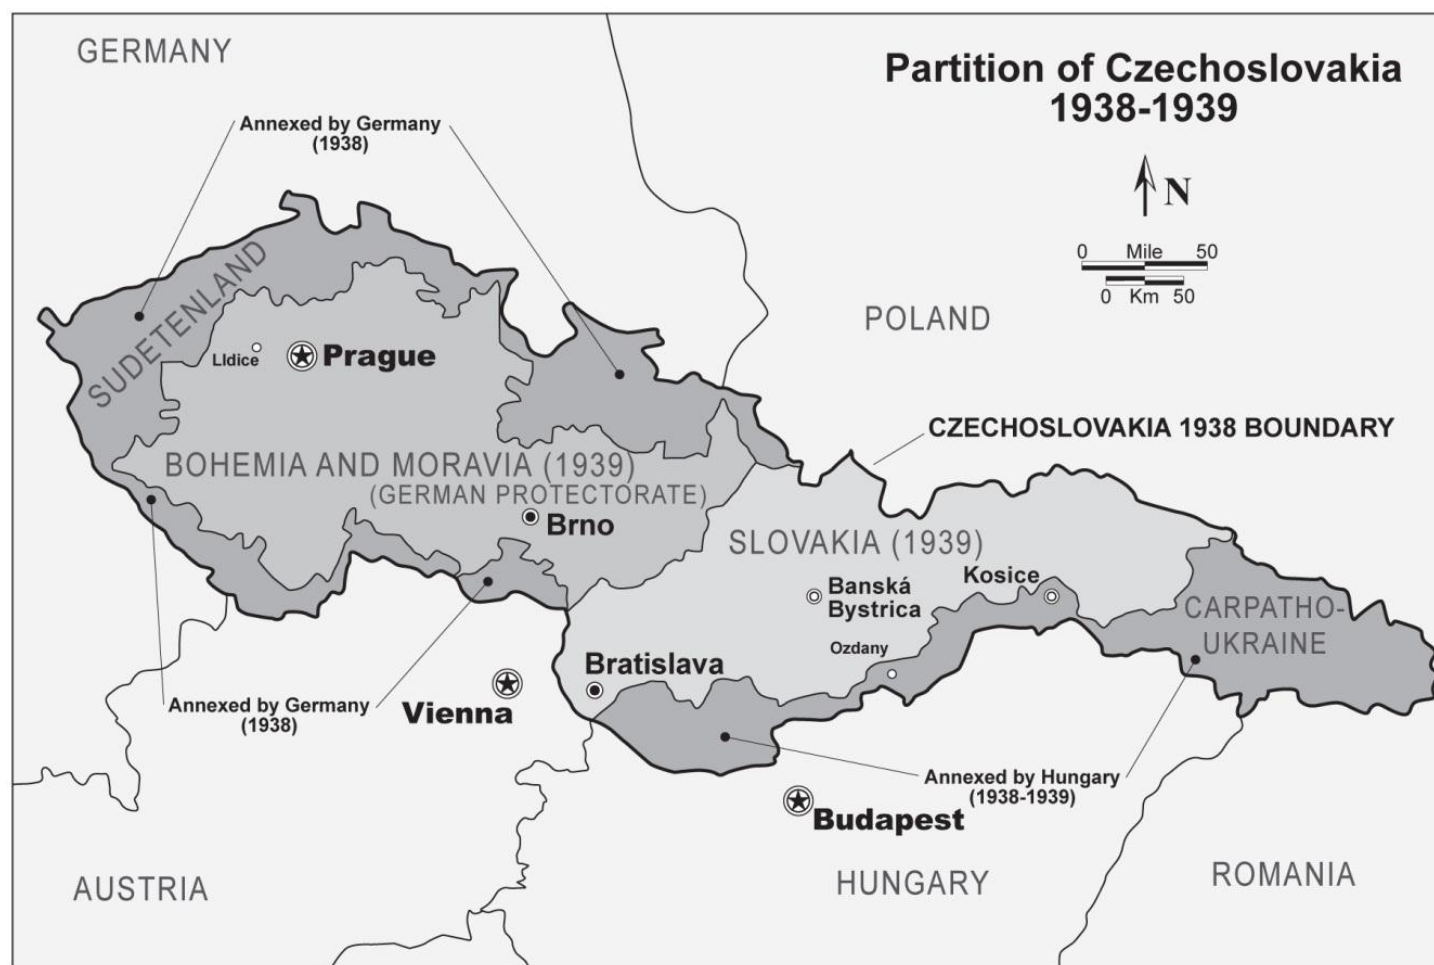 GERMANY
Partition of Czechoslovakia
1938-1939
Annexed by Germany
(1938)
N
0 Mile 50
0 Km 50
SUDETENLAND
POLAND
LIdice
Prague
CZECHOSLOVAKIA 1938 BOUNDARY
BOHEMIA AND MORAVIA (1939)
(GERMAN PROTECTORATE)
Brno
SLOVAKIA (1939)
Kosice
Banská
Bystrica
CARPATHO-
UKRAINE
Ozdany
Bratislava
Annexed by Germany
(1938)
Vienna
Annexed by Hungary
(1938-1939)
Budapest
AUSTRIA
HUNGARY
ROMANIA